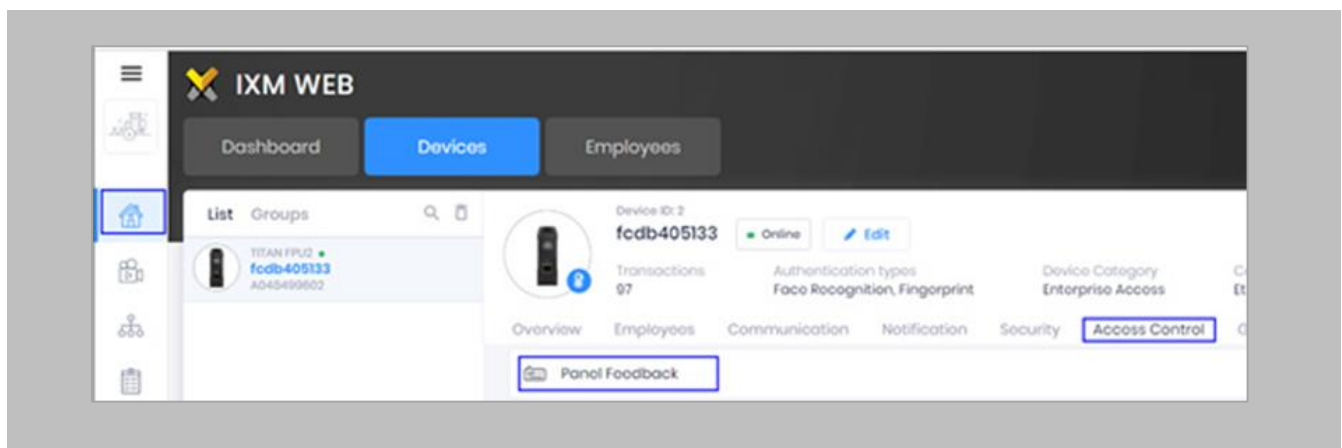 IXM WEB
Dashboard Devices Employees
List Groups
TITAN FPU2
fcdb405133
A045499602
Device ID: 2
fcdb405133 Online Edit
Transactions Authentication types Device Category
97 Face Recognition, Fingerprint Enterprise Access
Overview Employees Communication Notification Security Access Control
Panel Feedback